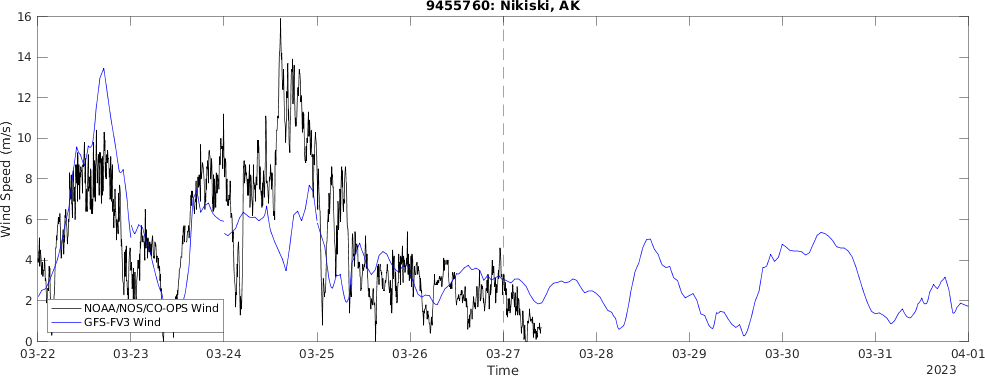 9455760: Nikiski, AK
16
14
12
10
8
6
4
2
0
Wind Speed (m/s)
NOAA/NOS/CO-OPS Wind
GFS-FV3 Wind
03-22 03-23 03-24 03-25 03-26 03-27 03-28 03-29 03-30 03-31 04-01
Time
2023